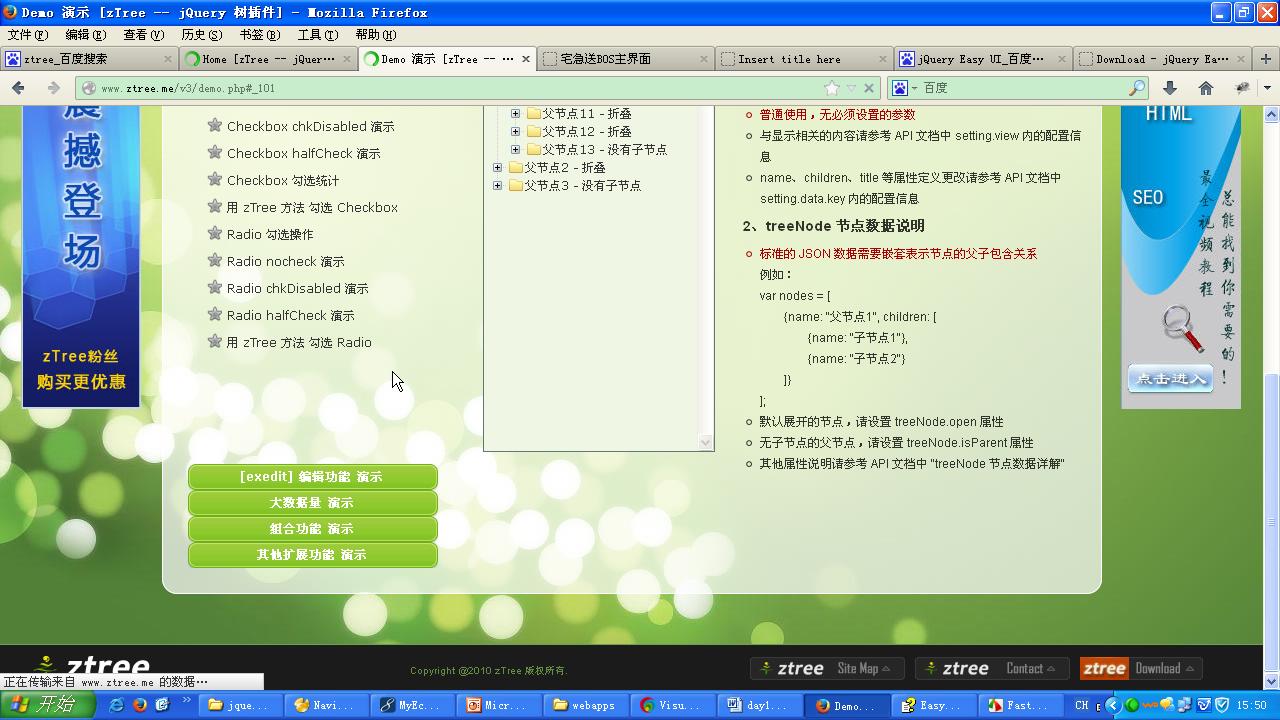 Demo 演示 [zTree -- jQuery 树插件] - Mozilla Firefox
文件(F) 编辑(E) 查看(V) 历史(S) 书签(B) 工具(T) 帮助(H)
ztree_百度搜索 Home [zTree -- jQuer··· Demo 演示 [zTree -- ··· 宅急送BOS主界面 Insert title here jQuery Easy UI_百度··· Download - jQuery Ea···
www.ztree.me/v3/demo.php#_101 百度
撼
登
场
zTree粉丝
购买更优惠
Checkbox chkDisabled 演示
Checkbox halfCheck 演示
Checkbox 勾选统计
用 zTree 方法 勾选 Checkbox
Radio 勾选操作
Radio nocheck 演示
Radio chkDisabled 演示
Radio halfCheck 演示
用 zTree 方法 勾选 Radio
[exedit] 编辑功能 演示
大数据量 演示
组合功能 演示
其他扩展功能 演示
父节点11 - 折叠
父节点12 - 折叠
父节点13 - 没有子节点
父节点2 - 折叠
父节点3 - 没有子节点
普通使用，无必须设置的参数
与显示相关的内容请参考 API 文档中 setting.view 内的配置信
息
name、children、title 等属性定义更改请参考 API 文档中
setting.data.key 内的配置信息
2、treeNode 节点数据说明
标准的 JSON 数据需要嵌套表示节点的父子包含关系
例如：
var nodes = [
{name: "父节点1", children: [
{name: "子节点1"},
{name: "子节点2"}
]}
];
默认展开的节点，请设置 treeNode.open 属性
无子节点的父节点，请设置 treeNode.isParent 属性
其他属性说明请参考 API 文档中 "treeNode 节点数据详解"
HTML
SEO
最全视频教程
总能找到你需要的!
点击进入
ztree
Copyright @2010 zTree 版权所有.
ztree Site Map
ztree Contact
ztree Download
正在传输来自 www.ztree.me 的数据···
开始 jque... Navi... MyEc... Micr... webapps Visu... day1... Demo... Easy... Fast... CH 15:50